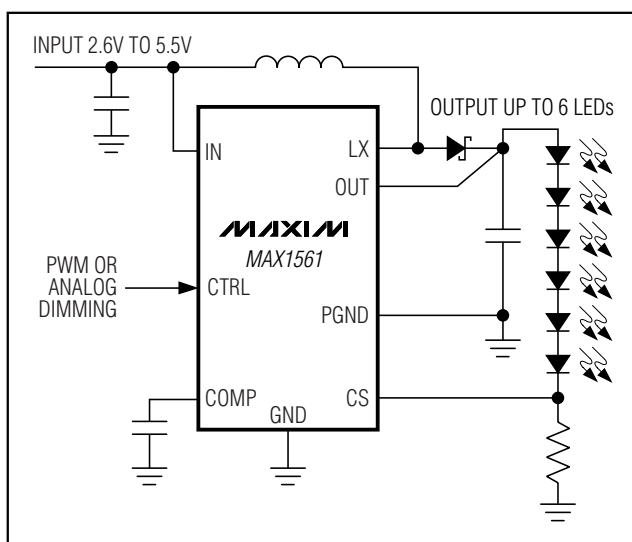 INPUT 2.6V TO 5.5V
OUTPUT UP TO 6 LEDs
IN
LX
OUT
MAXIM
MAX1561
PWM OR
ANALOG
DIMMING
CTRL
PGND
COMP
CS
GND